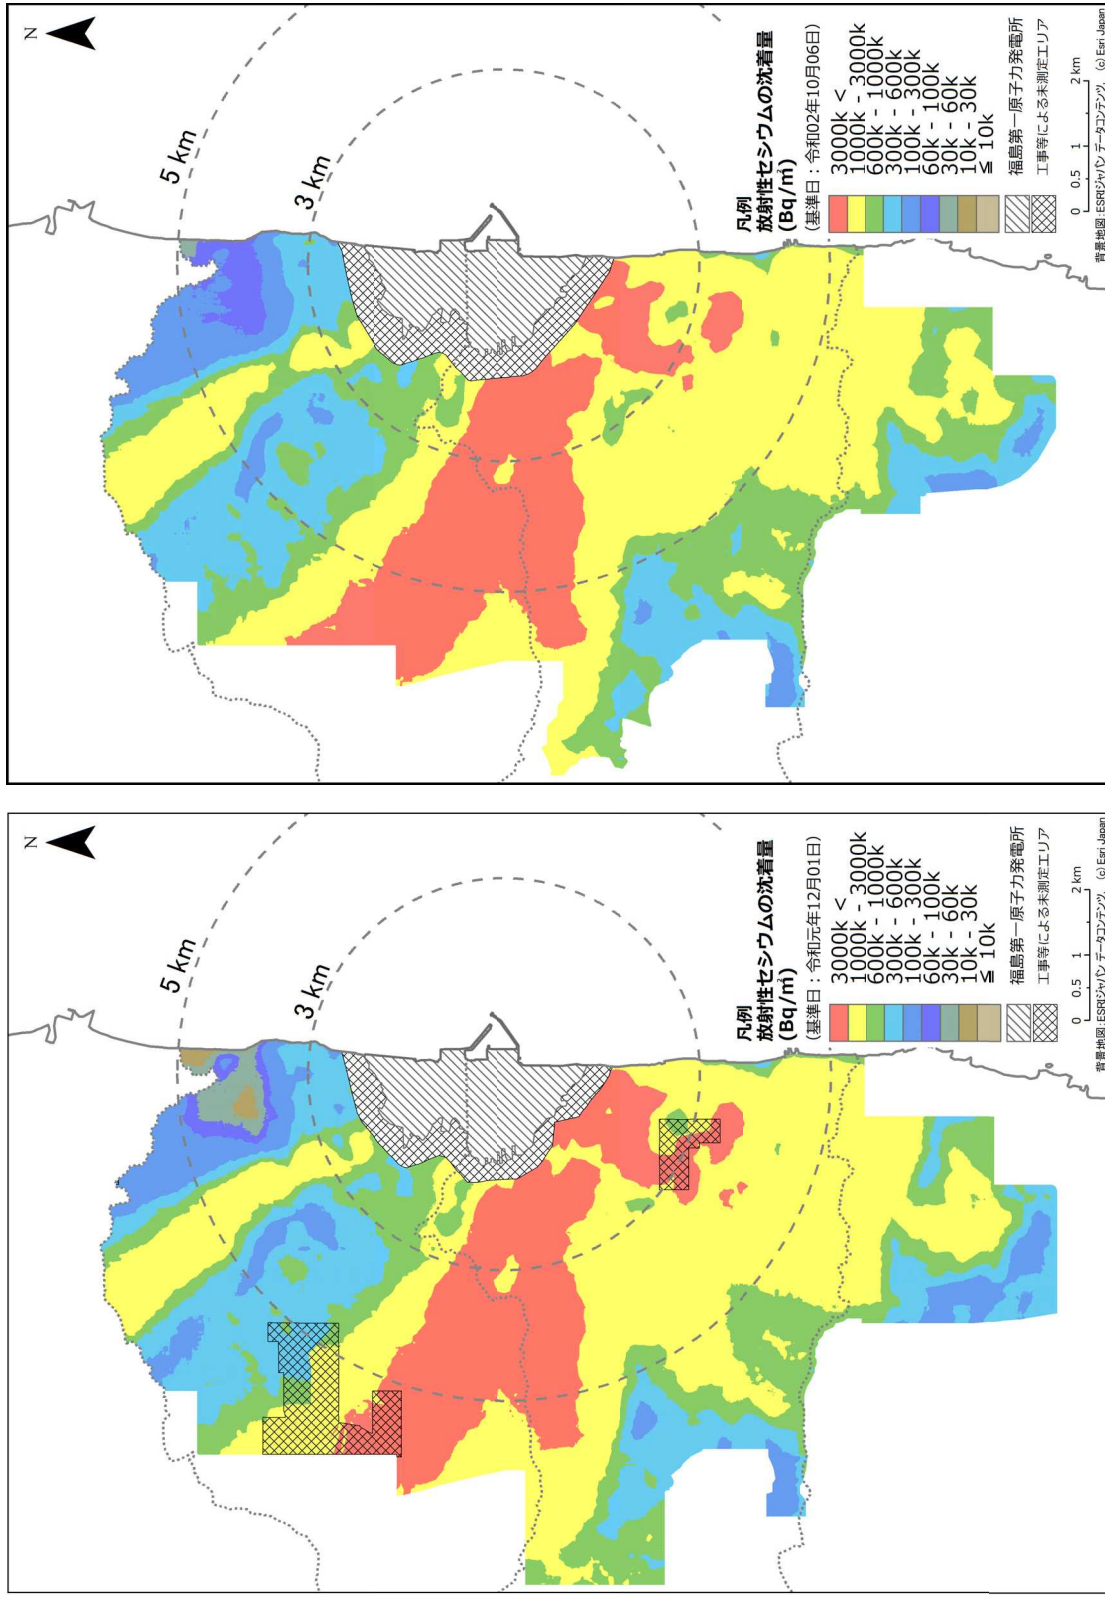 N
5 km
3 km
凡例
放射性セシウムの沈着量
(Bq/㎡)
(基準日：令和02年10月06日)
3000k <
1000k - 3000k
600k - 1000k
300k - 600k
100k - 300k
60k - 100k
30k - 60k
10k - 30k
≦ 10k
福島第一原子力発電所
工事等による未測定エリア
0 0.5 1 2 km
背景地図：ESRIジャパン データコンテンツ, (c) Esri Japan
N
5 km
3 km
凡例
放射性セシウムの沈着量
(Bq/㎡)
(基準日：令和元年12月01日)
3000k <
1000k - 3000k
600k - 1000k
300k - 600k
100k - 300k
60k - 100k
30k - 60k
10k - 30k
≦ 10k
福島第一原子力発電所
工事等による未測定エリア
0 0.5 1 2 km
背景地図：ESRIジャパン データコンテンツ, (c) Esri Japan